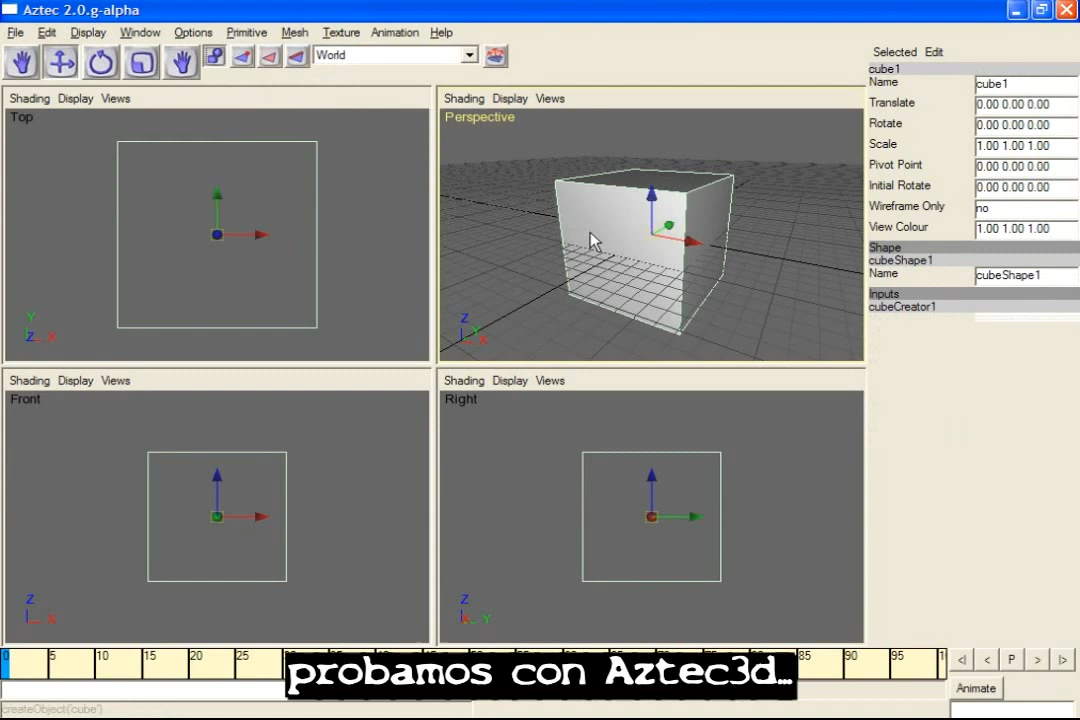 Aztec 2.0.g-alpha
File Edit Display Window Options Primitive Mesh Texture Animation Help
World
Selected Edit
cube1
Name cube1
Translate 0.00 0.00 0.00
Rotate 0.00 0.00 0.00
Scale 1.00 1.00 1.00
Pivot Point 0.00 0.00 0.00
Initial Rotate 0.00 0.00 0.00
Wireframe Only no
View Colour 1.00 1.00 1.00
Shape
cubeShape1
Name cubeShape1
Inputs
cubeCreator1
Shading Display Views
Top
Y
Z X
Shading Display Views
Perspective
Z
Y
X
Shading Display Views
Front
Z
X
Shading Display Views
Right
Z
X Y
0 5 10 15 20 25 85 90 95 1
◁| < P > |▷
probamos con Aztec3d...
Animate
createObject('cube')